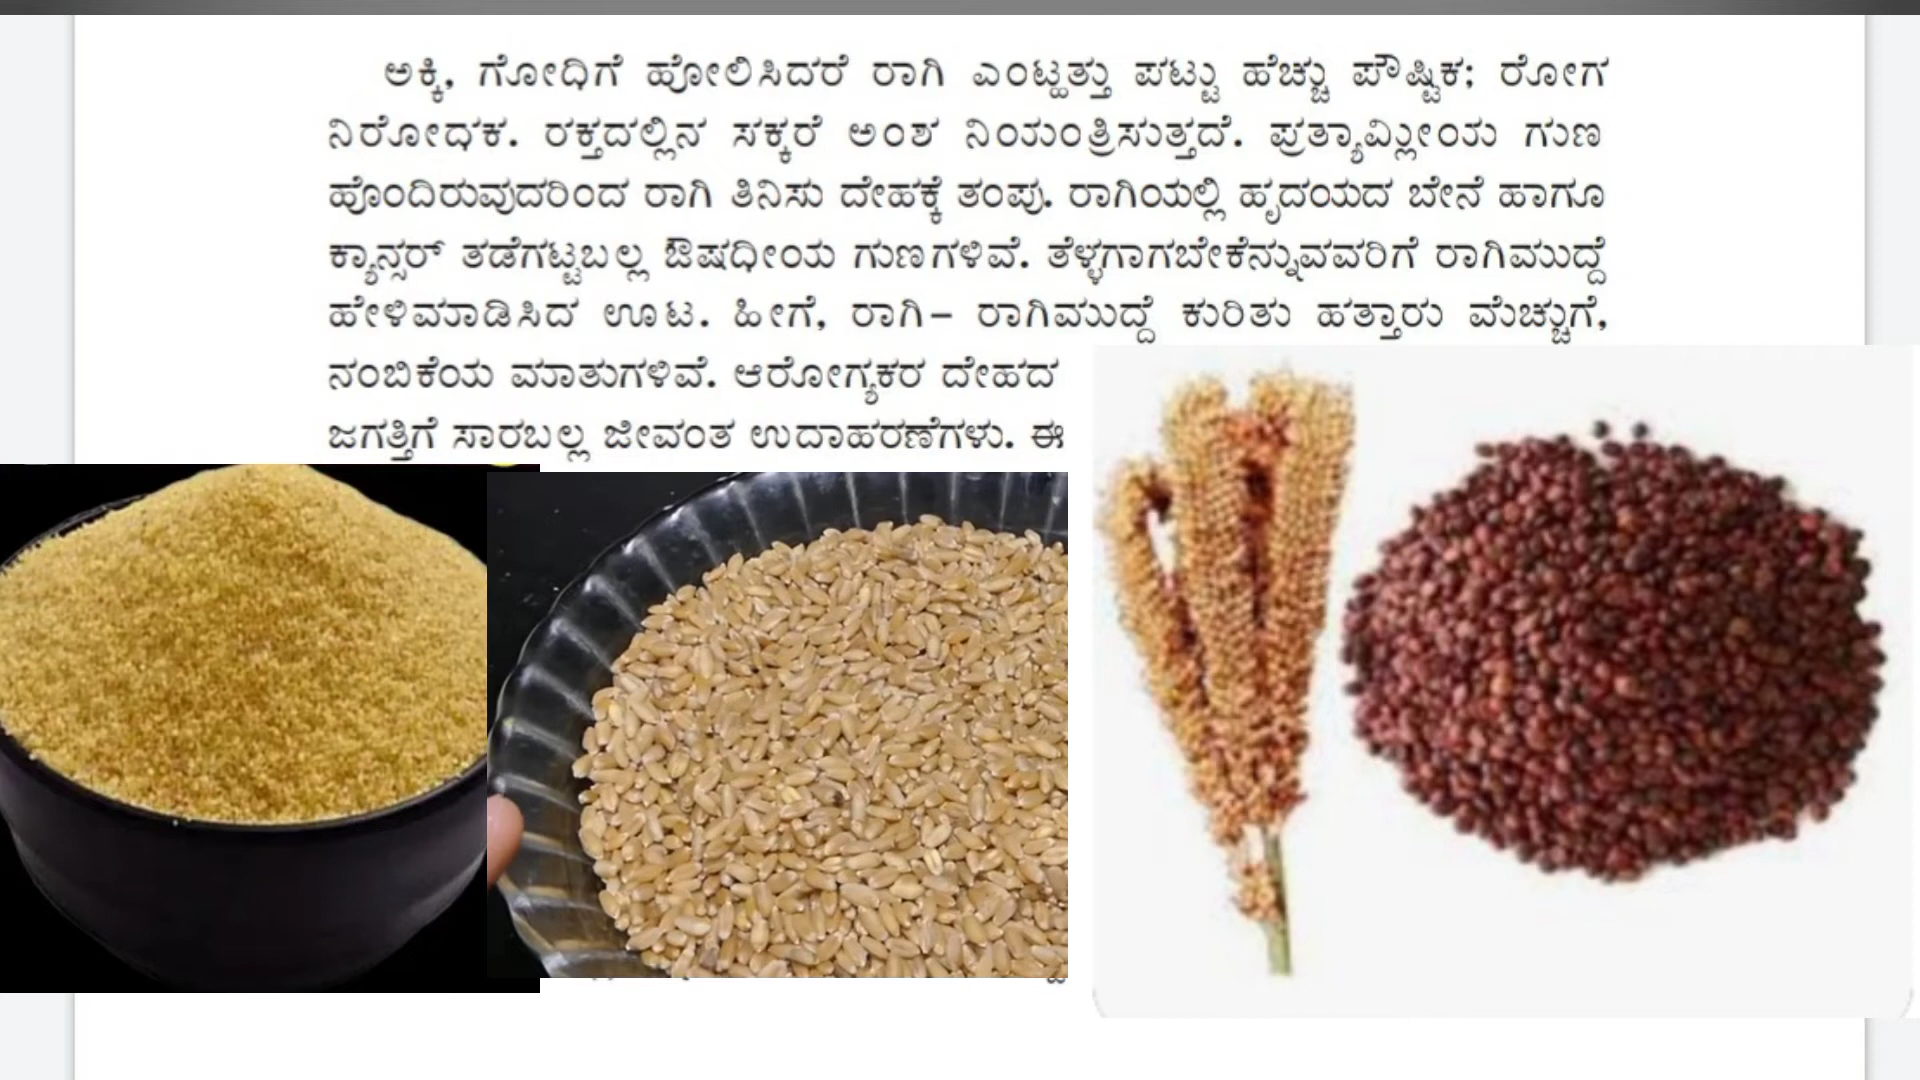 ಅಕ್ಕಿ, ಗೋಧಿಗೆ ಹೋಲಿಸಿದರೆ ರಾಗಿ ಎಂಟ್ಹತ್ತು ಪಟ್ಟು ಹೆಚ್ಚು ಪೌಷ್ಟಿಕ; ರೋಗ
ನಿರೋಧಕ. ರಕ್ತದಲ್ಲಿನ ಸಕ್ಕರೆ ಅಂಶ ನಿಯಂತ್ರಿಸುತ್ತದೆ. ಪ್ರತ್ಯಾಮ್ಲೀಯ ಗುಣ
ಹೊಂದಿರುವುದರಿಂದ ರಾಗಿ ತಿನಿಸು ದೇಹಕ್ಕೆ ತಂಪು. ರಾಗಿಯಲ್ಲಿ ಹೃದಯದ ಬೇನೆ ಹಾಗೂ
ಕ್ಯಾನ್ಸರ್ ತಡೆಗಟ್ಟಬಲ್ಲ ಔಷಧೀಯ ಗುಣಗಳಿವೆ. ತೆಳ್ಳಗಾಗಬೇಕೆನ್ನುವವರಿಗೆ ರಾಗಿಮುದ್ದೆ
ಹೇಳಿಮಾಡಿಸಿದ ಊಟ. ಹೀಗೆ, ರಾಗಿ– ರಾಗಿಮುದ್ದೆ ಕುರಿತು ಹತ್ತಾರು ಮೆಚ್ಚುಗೆ,
ನಂಬಿಕೆಯ ಮಾತುಗಳಿವೆ. ಆರೋಗ್ಯಕರ ದೇಹದ
ಜಗತ್ತಿಗೆ ಸಾರಬಲ್ಲ ಜೀವಂತ ಉದಾಹರಣೆಗಳು. ಈ